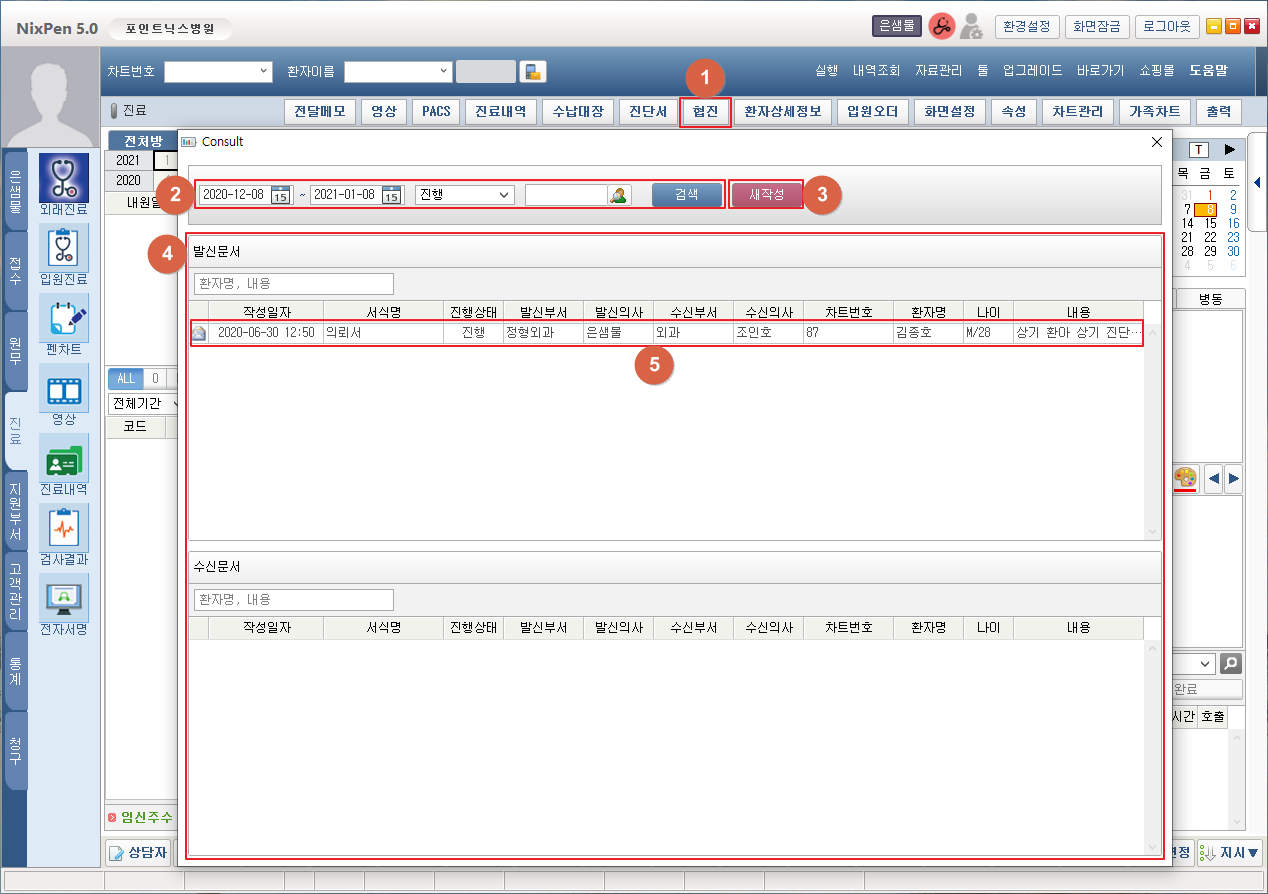 NixPen 5.0 포인트닉스병원 은샘물 환경설정 화면잠금 로그아웃
차트번호 환자이름 실행 내역조회 자료관리 툴 업그레이드 바로가기 쇼핑몰 도움말
1
진료 전달메모 영상 PACS 진료내역 수납대장 진단서 협진 환자상세정보 입원오더 화면설정 속성 차트관리 가족차트 출력
전처방
2021 1
2020
내원일
Consult
2 2020-12-08 15 ~ 2021-01-08 15 진행 검색 새작성 3
4
발신문서
환자명, 내용
작성일자 서식명 진행상태 발신부서 발신의사 수신부서 수신의사 차트번호 환자명 나이 내용
2020-06-30 12:50 의뢰서 진행 정형외과 은샘물 외과 조인호 87 김종호 M/28 상기 환아 상기 진단…
5
수신문서
환자명, 내용
작성일자 서식명 진행상태 발신부서 발신의사 수신부서 수신의사 차트번호 환자명 나이 내용
은샘물
접수
원무
진료
지원부서
고객관리
통계
청구
외래진료
입원진료
펜차트
영상
진료내역
검사결과
전자서명
ALL 0
전체기간
코드
임신주수
상담자
T
목 금 토
31 1 2
7 8 9
14 15 16
21 22 23
28 29 30
4 5 6
병동
완료
시간 호출
지시▼